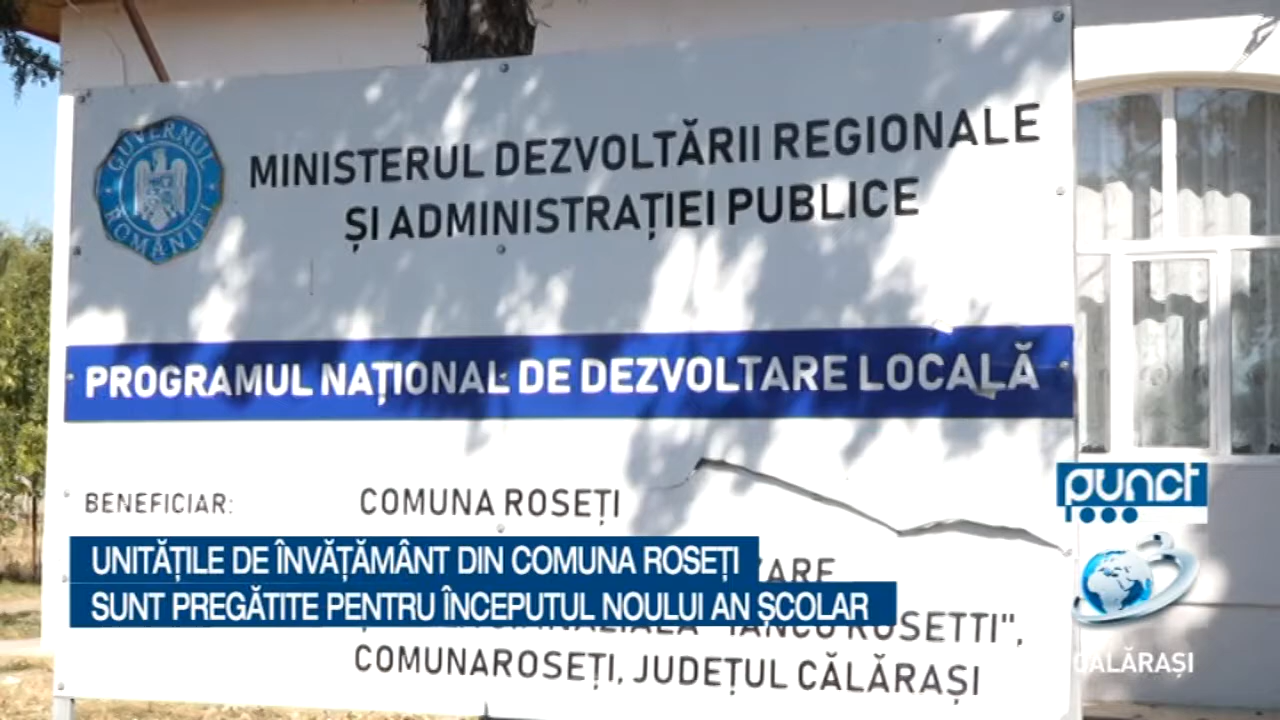 GUVERNUL ROMÂNIEI
MINISTERUL DEZVOLTĂRII REGIONALE
ȘI ADMINISTRAȚIEI PUBLICE
PROGRAMUL NAȚIONAL DE DEZVOLTARE LOCALĂ
BENEFICIAR: COMUNA ROSEȚI
UNITĂȚILE DE ÎNVĂȚĂMÂNT DIN COMUNA ROSEȚI
SUNT PREGĂTITE PENTRU ÎNCEPUTUL NOULUI AN ȘCOLAR
ROSETTI",
COMUNAROSEȚI, JUDEȚUL CĂLĂRAȘI
punct
CĂLĂRAȘI